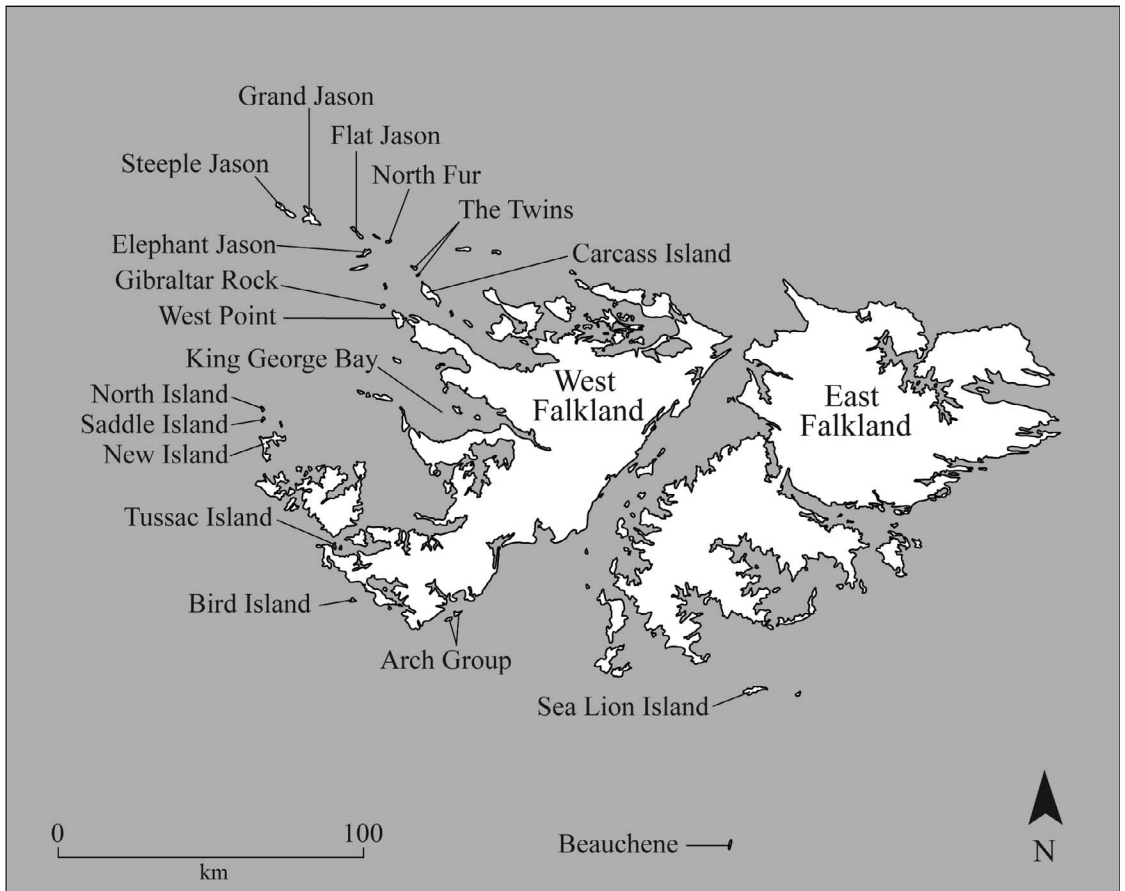 Grand Jason
Flat Jason
Steeple Jason
North Fur
The Twins
Elephant Jason
Carcass Island
Gibraltar Rock
West Point
King George Bay
West
Falkland
East
Falkland
North Island
Saddle Island
New Island
Tussac Island
Bird Island
Arch Group
Sea Lion Island
0
100
km
Beauchene
N